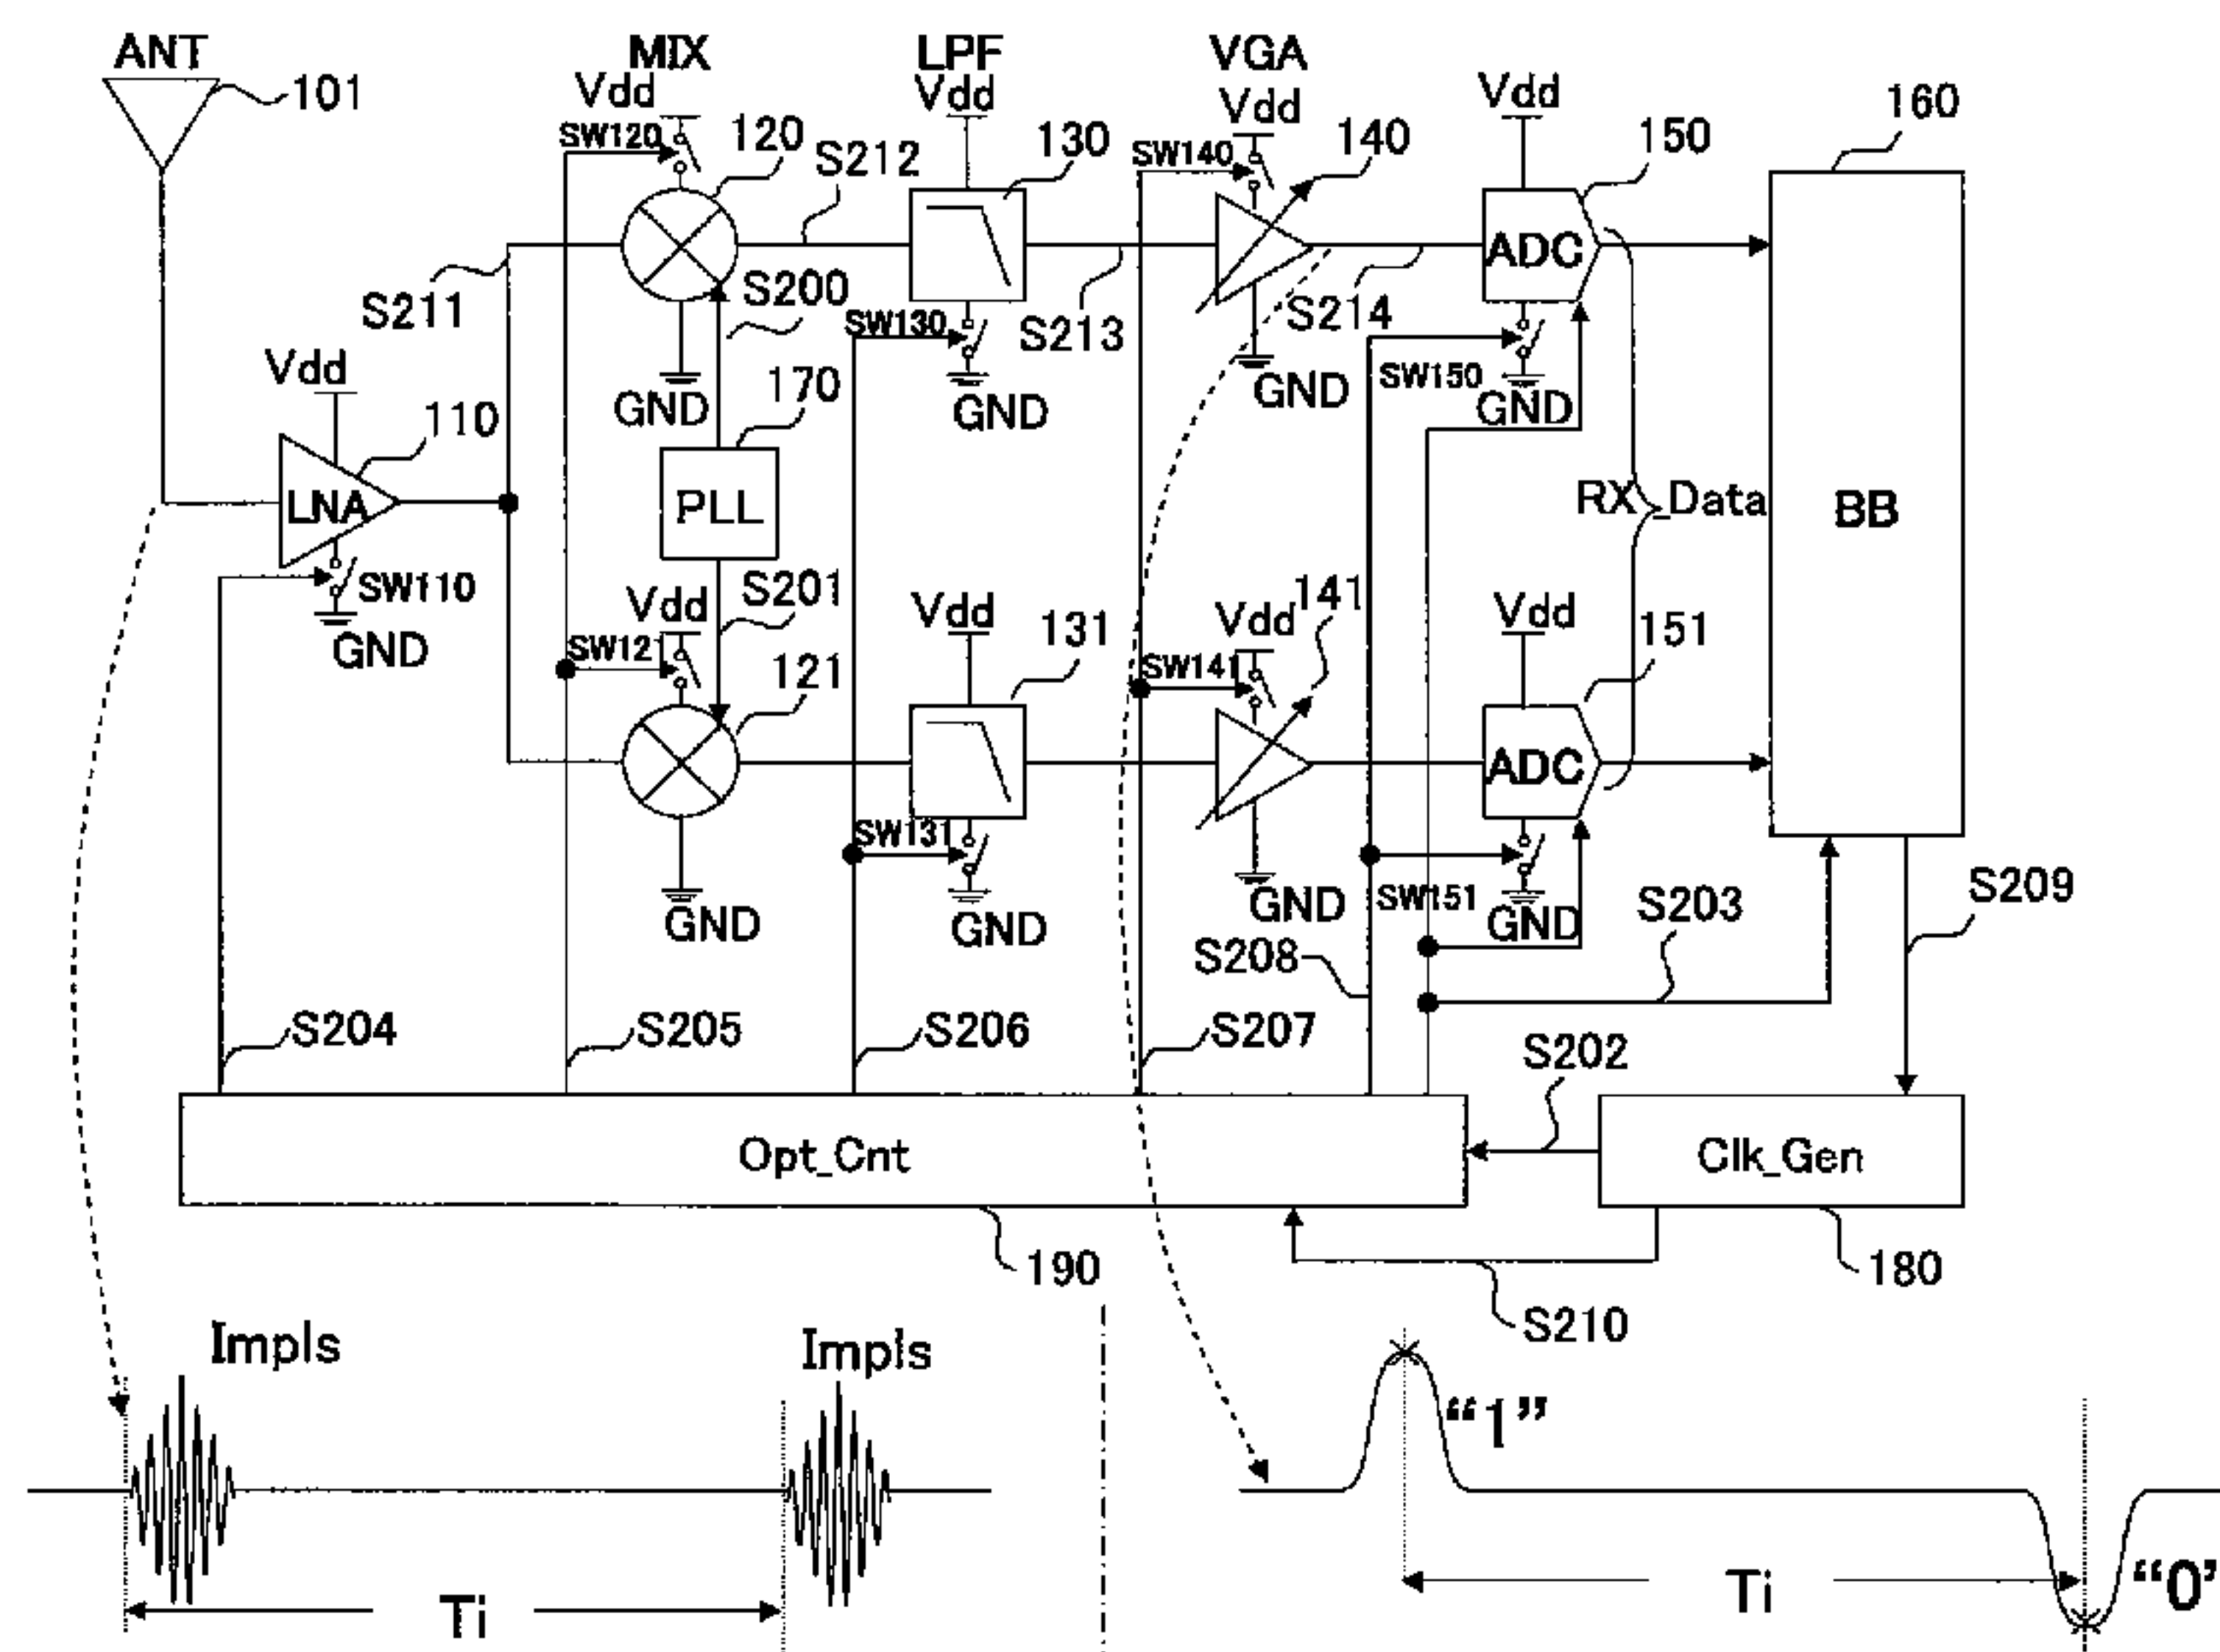 ANT
MIX
LPF
VGA
101
Vdd
Vdd
Vdd
Vdd
160
SW120
120
S212
130
SW140
140
150
S211
S200
ADC
SW130
S213
S214
Vdd
GND
170
GND
GND
SW150
GND
110
LNA
PLL
RX_Data
BB
SW110
GND
Vdd
S201
Vdd
131
Vdd
141
Vdd
151
SW12
121
SW141
ADC
SW131
GND
GND
GND
SW151
GND
S203
S209
S208
S204
S205
S206
S207
S202
Opt_Cnt
Clk_Gen
190
180
S210
Impls
Impls
“1”
Ti
Ti
“0”